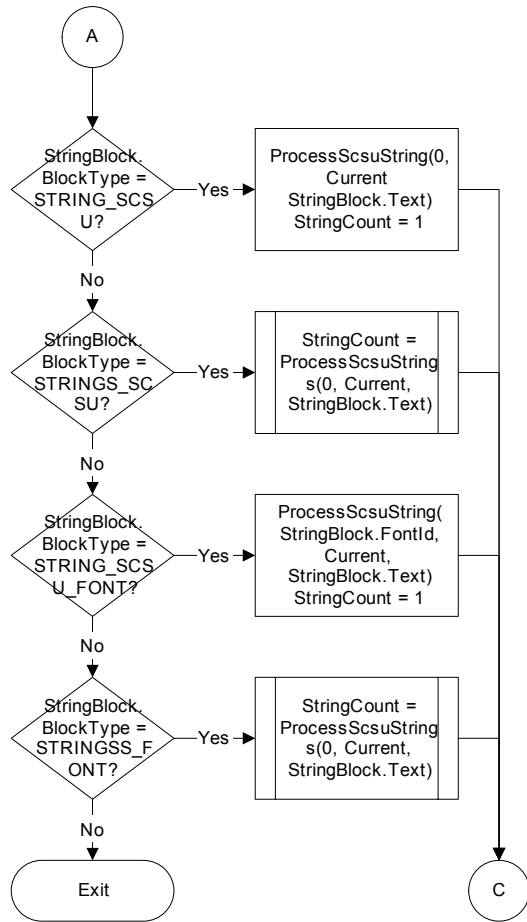 A
StringBlock.
BlockType =
STRING_SCS
U?
Yes
ProcessScsuString(0,
Current
StringBlock.Text)
StringCount = 1
No
StringBlock.
BlockType =
STRINGS_SC
SU?
Yes
StringCount =
ProcessScsuString
s(0, Current,
StringBlock.Text)
No
StringBlock.
BlockType =
STRING_SCS
U_FONT?
Yes
ProcessScsuString(
StringBlock.FontId,
Current,
StringBlock.Text)
StringCount = 1
No
StringBlock.
BlockType =
STRINGSS_F
ONT?
Yes
StringCount =
ProcessScsuString
s(0, Current,
StringBlock.Text)
No
Exit
C